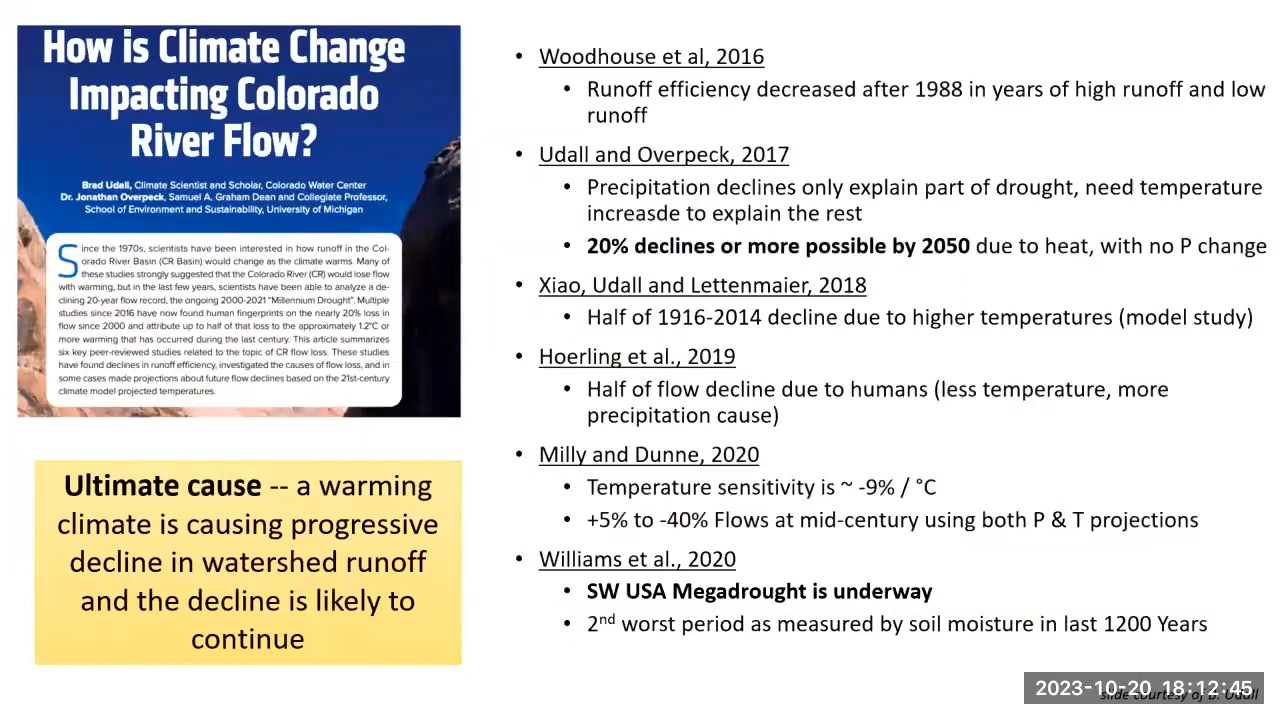 How is Climate Change
Impacting Colorado
River Flow?
Brad Udall, Climate Scientist and Scholar, Colorado Water Center
Dr. Jonathan Overpeck, Samuel A. Graham Dean and Collegiate Professor,
School of Environment and Sustainability, University of Michigan
Since the 1970s, scientists have been interested in how runoff in the Col-
orado River Basin (CR Basin) would change as the climate warms. Many of
these studies strongly suggested that the Colorado River (CR) would lose flow
with warming, but in the last few years, scientists have been able to analyze a de-
clining 20-year flow record, the ongoing 2000-2021 "Millennium Drought". Multiple
studies since 2016 have now found human fingerprints on the nearly 20% loss in
flow since 2000 and attribute up to half of that loss to the approximately 1.2°C or
more warming that has occurred during the last century. This article summarizes
six key peer-reviewed studies related to the topic of CR flow loss. These studies
have found declines in runoff efficiency, investigated the causes of flow loss, and in
some cases made projections about future flow declines based on the 21st-century
climate model projected temperatures.
Ultimate cause -- a warming
climate is causing progressive
decline in watershed runoff
and the decline is likely to
continue
• Woodhouse et al, 2016
• Runoff efficiency decreased after 1988 in years of high runoff and low
runoff
• Udall and Overpeck, 2017
• Precipitation declines only explain part of drought, need temperature
increasde to explain the rest
• 20% declines or more possible by 2050 due to heat, with no P change
• Xiao, Udall and Lettenmaier, 2018
• Half of 1916-2014 decline due to higher temperatures (model study)
• Hoerling et al., 2019
• Half of flow decline due to humans (less temperature, more
precipitation cause)
• Milly and Dunne, 2020
• Temperature sensitivity is ~ -9% / °C
• +5% to -40% Flows at mid-century using both P & T projections
• Williams et al., 2020
• SW USA Megadrought is underway
• 2nd worst period as measured by soil moisture in last 1200 Years
2023-10-20 18:12:45
slide courtesy of B. Udall